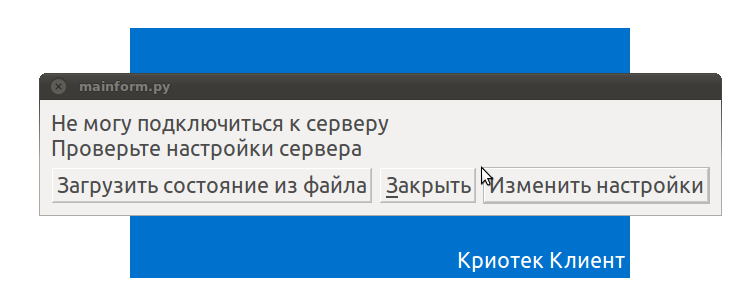 mainform.py
Не могу подключиться к серверу
Проверьте настройки сервера
Загрузить состояние из файла Закрыть Изменить настройки
Криотек Клиент